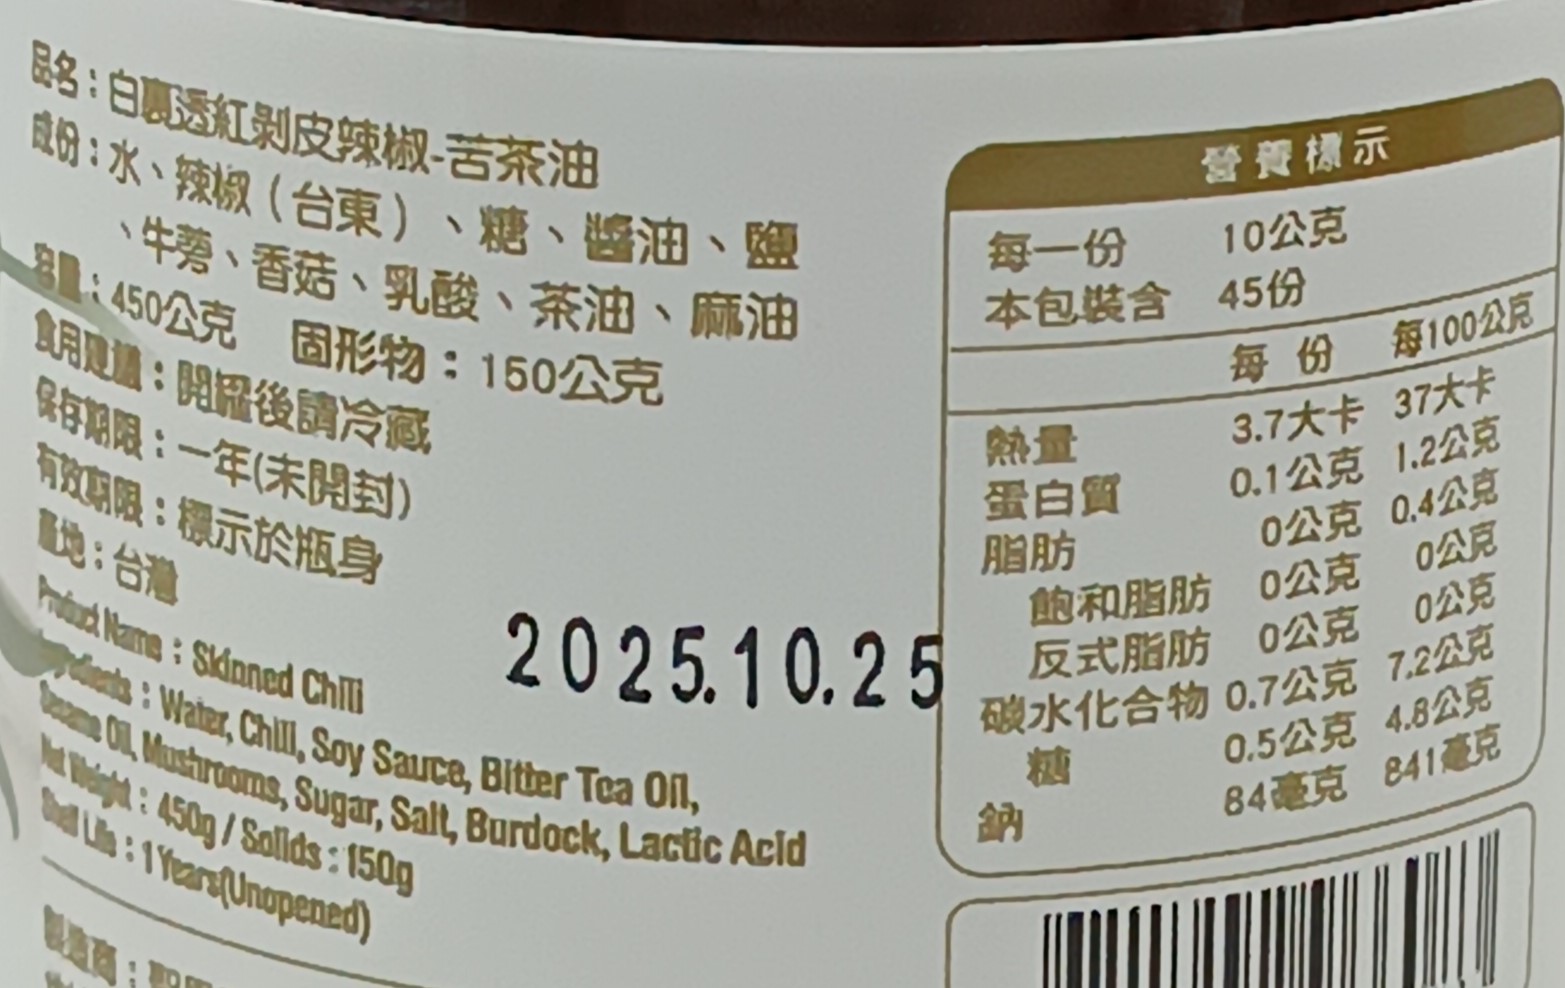 品名：白裏透紅剝皮辣椒-苦茶油
成份：水、辣椒（台東）、糖、醬油、鹽
、牛蒡、香菇、乳酸、茶油、麻油
容量：450公克 固形物：150公克
食用建議：開罐後請冷藏
保存期限：一年(未開封)
有效期限：標示於瓶身
產地：台灣
Product Name : Skinned Chili
Ingredients : Water, Chili, Soy Sauce, Bitter Tea Oil,
Sesame Oil, Mushrooms, Sugar, Salt, Burdock, Lactic Acid
Net Weight : 450g / Solids : 150g
Shelf Life : 1 Years(Unopened)
製造商：
2025.10.25
營養標示
每一份 10公克
本包裝含 45份
每 份 每100公克
熱量 3.7大卡 37大卡
蛋白質 0.1公克 1.2公克
脂肪 0公克 0.4公克
飽和脂肪 0公克 0公克
反式脂肪 0公克 0公克
碳水化合物 0.7公克 7.2公克
糖 0.5公克 4.8公克
鈉 84毫克 841毫克